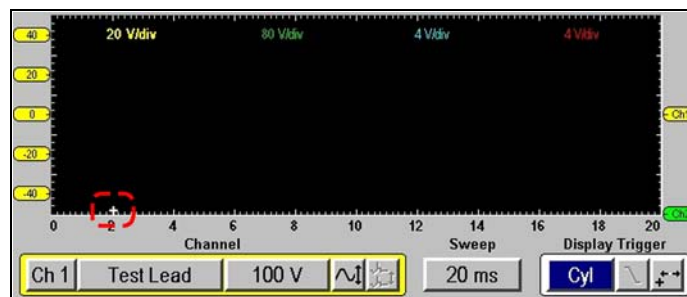 40 20 V/div 80 V/div 4 V/div 4 V/div
20
0 Ch1
-20
-40
0 2 4 6 8 10 12 14 16 18 20
Channel Sweep Display Trigger
Ch 1 Test Lead 100 V 20 ms Cyl